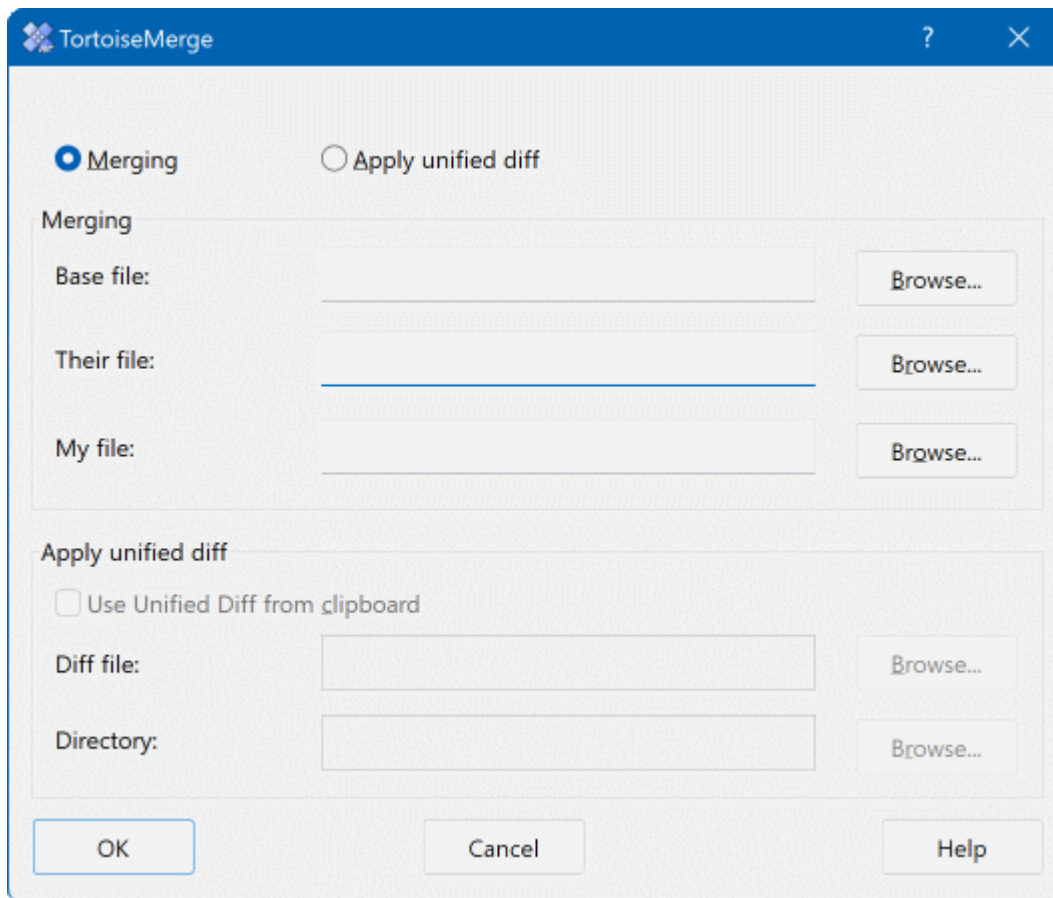 TortoiseMerge ?
Merging Apply unified diff
Merging
Base file: Browse...
Their file: Browse...
My file: Browse...
Apply unified diff
Use Unified Diff from clipboard
Diff file: Browse...
Directory: Browse...
OK Cancel Help